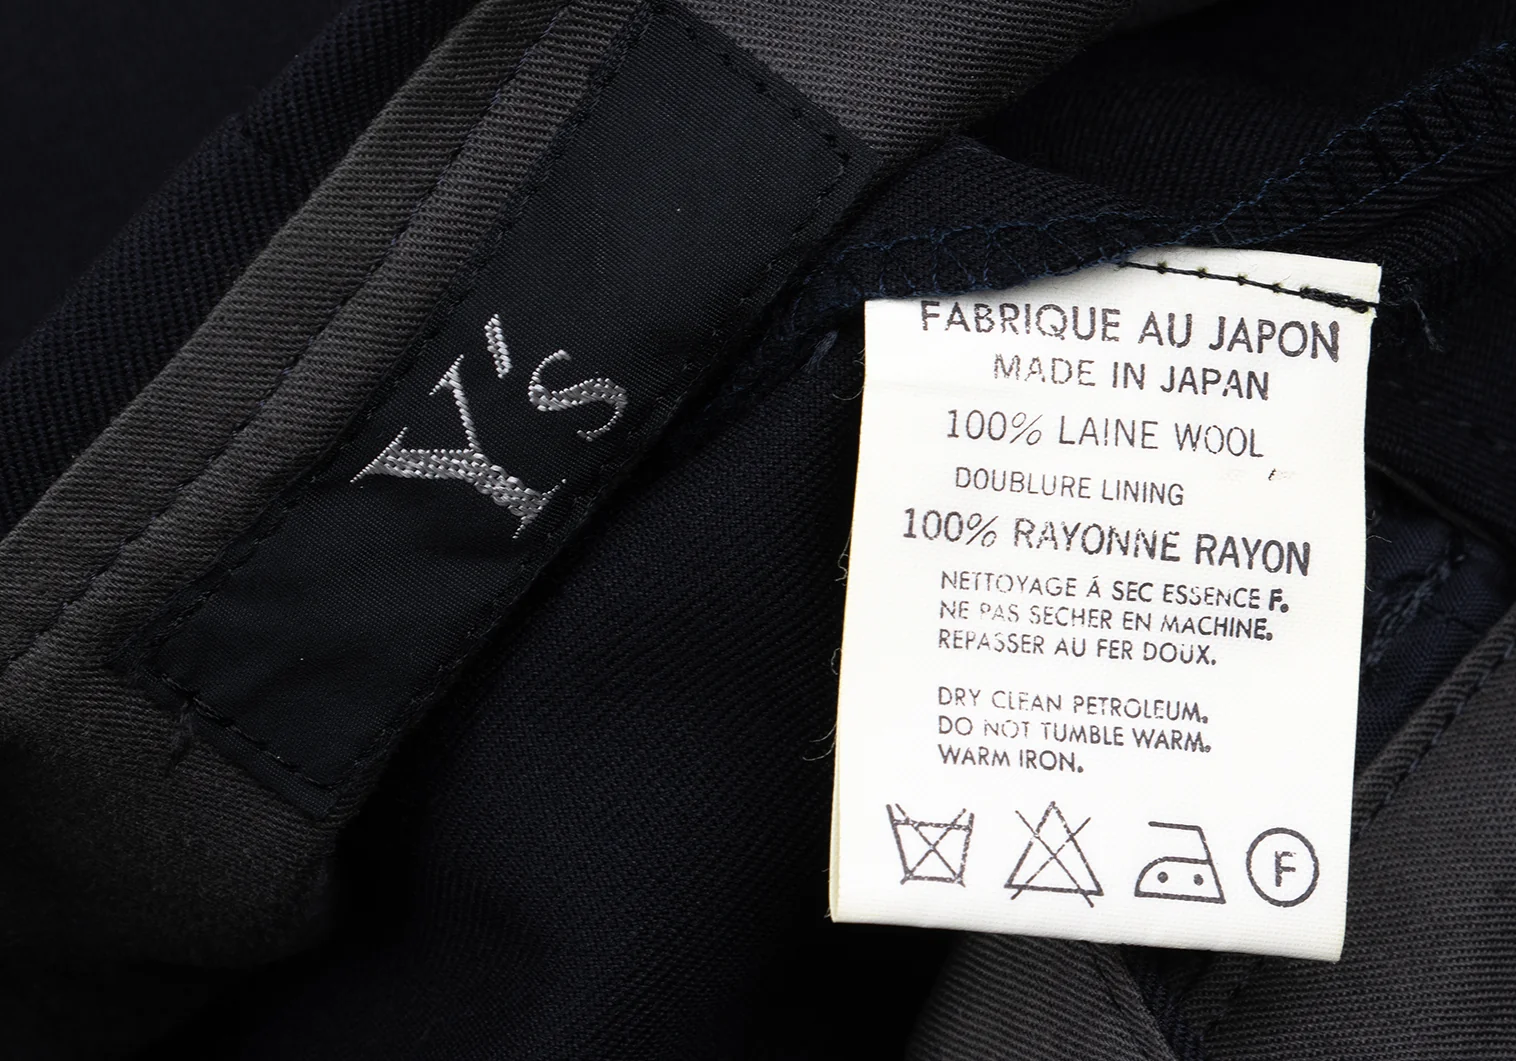 Y's
FABRIQUE AU JAPON
MADE IN JAPAN
100% LAINE WOOL
DOUBLURE LINING
100% RAYONNE RAYON
NETTOYAGE Á SEC ESSENCE F.
NE PAS SECHER EN MACHINE.
REPASSER AU FER DOUX.
DRY CLEAN PETROLEUM.
DO NOT TUMBLE WARM.
WARM IRON.
F